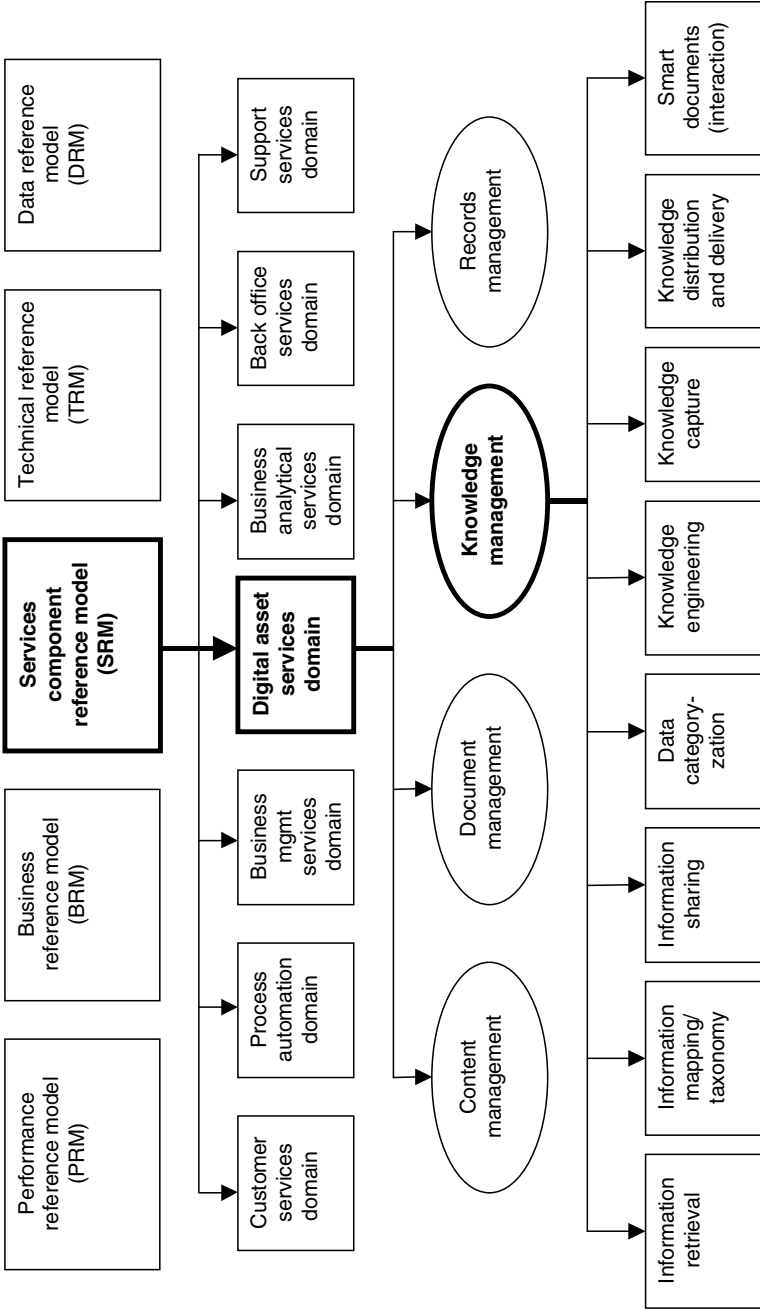 Performance
reference model
(PRM)
Business
reference model
(BRM)
Services
component
reference model
(SRM)
Technical reference
model
(TRM)
Data reference
model
(DRM)
Customer
services
domain
Process
automation
domain
Business
mgmt
services
domain
Digital asset
services
domain
Business
analytical
services
domain
Back office
services
domain
Support
services
domain
Content
management
Document
management
Knowledge
management
Records
management
Information
retrieval
Information
mapping/
taxonomy
Information
sharing
Data
category-
zation
Knowledge
engineering
Knowledge
capture
Knowledge
distribution
and delivery
Smart
documents
(interaction)